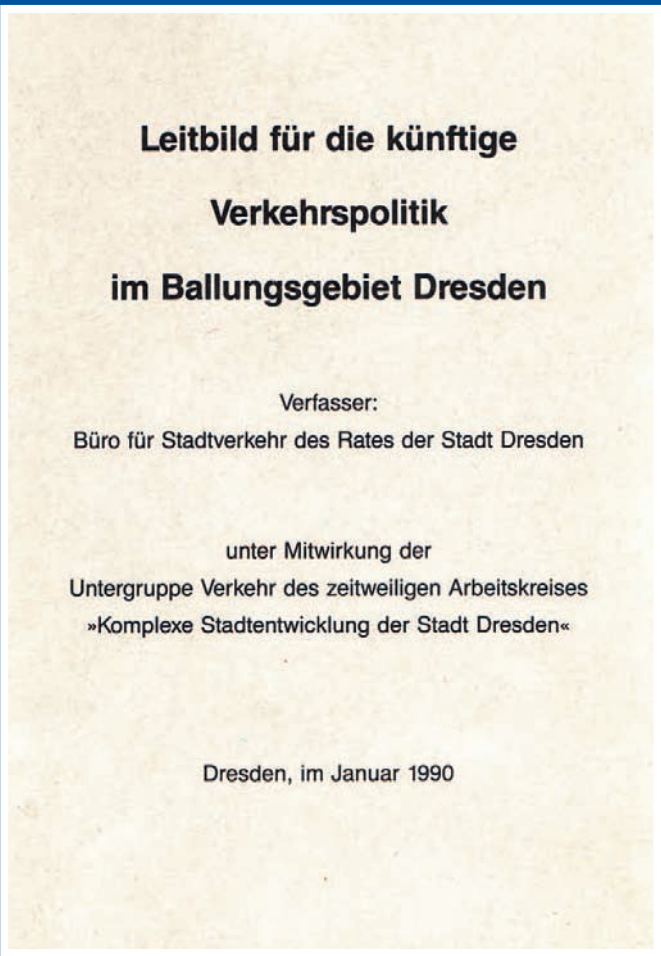 Leitbild für die künftige
Verkehrspolitik
im Ballungsgebiet Dresden
Verfasser:
Büro für Stadtverkehr des Rates der Stadt Dresden
unter Mitwirkung der
Untergruppe Verkehr des zeitweiligen Arbeitskreises
»Komplexe Stadtentwicklung der Stadt Dresden«
Dresden, im Januar 1990